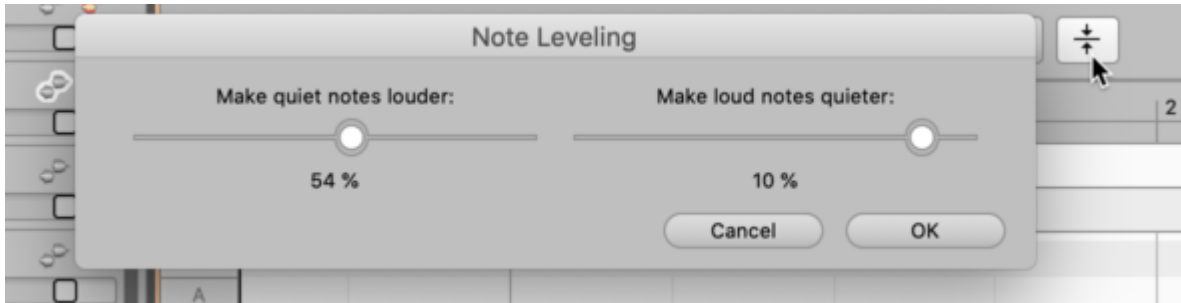 Note Leveling
Make quiet notes louder:
Make loud notes quieter:
2
54 %
10 %
Cancel
OK
A